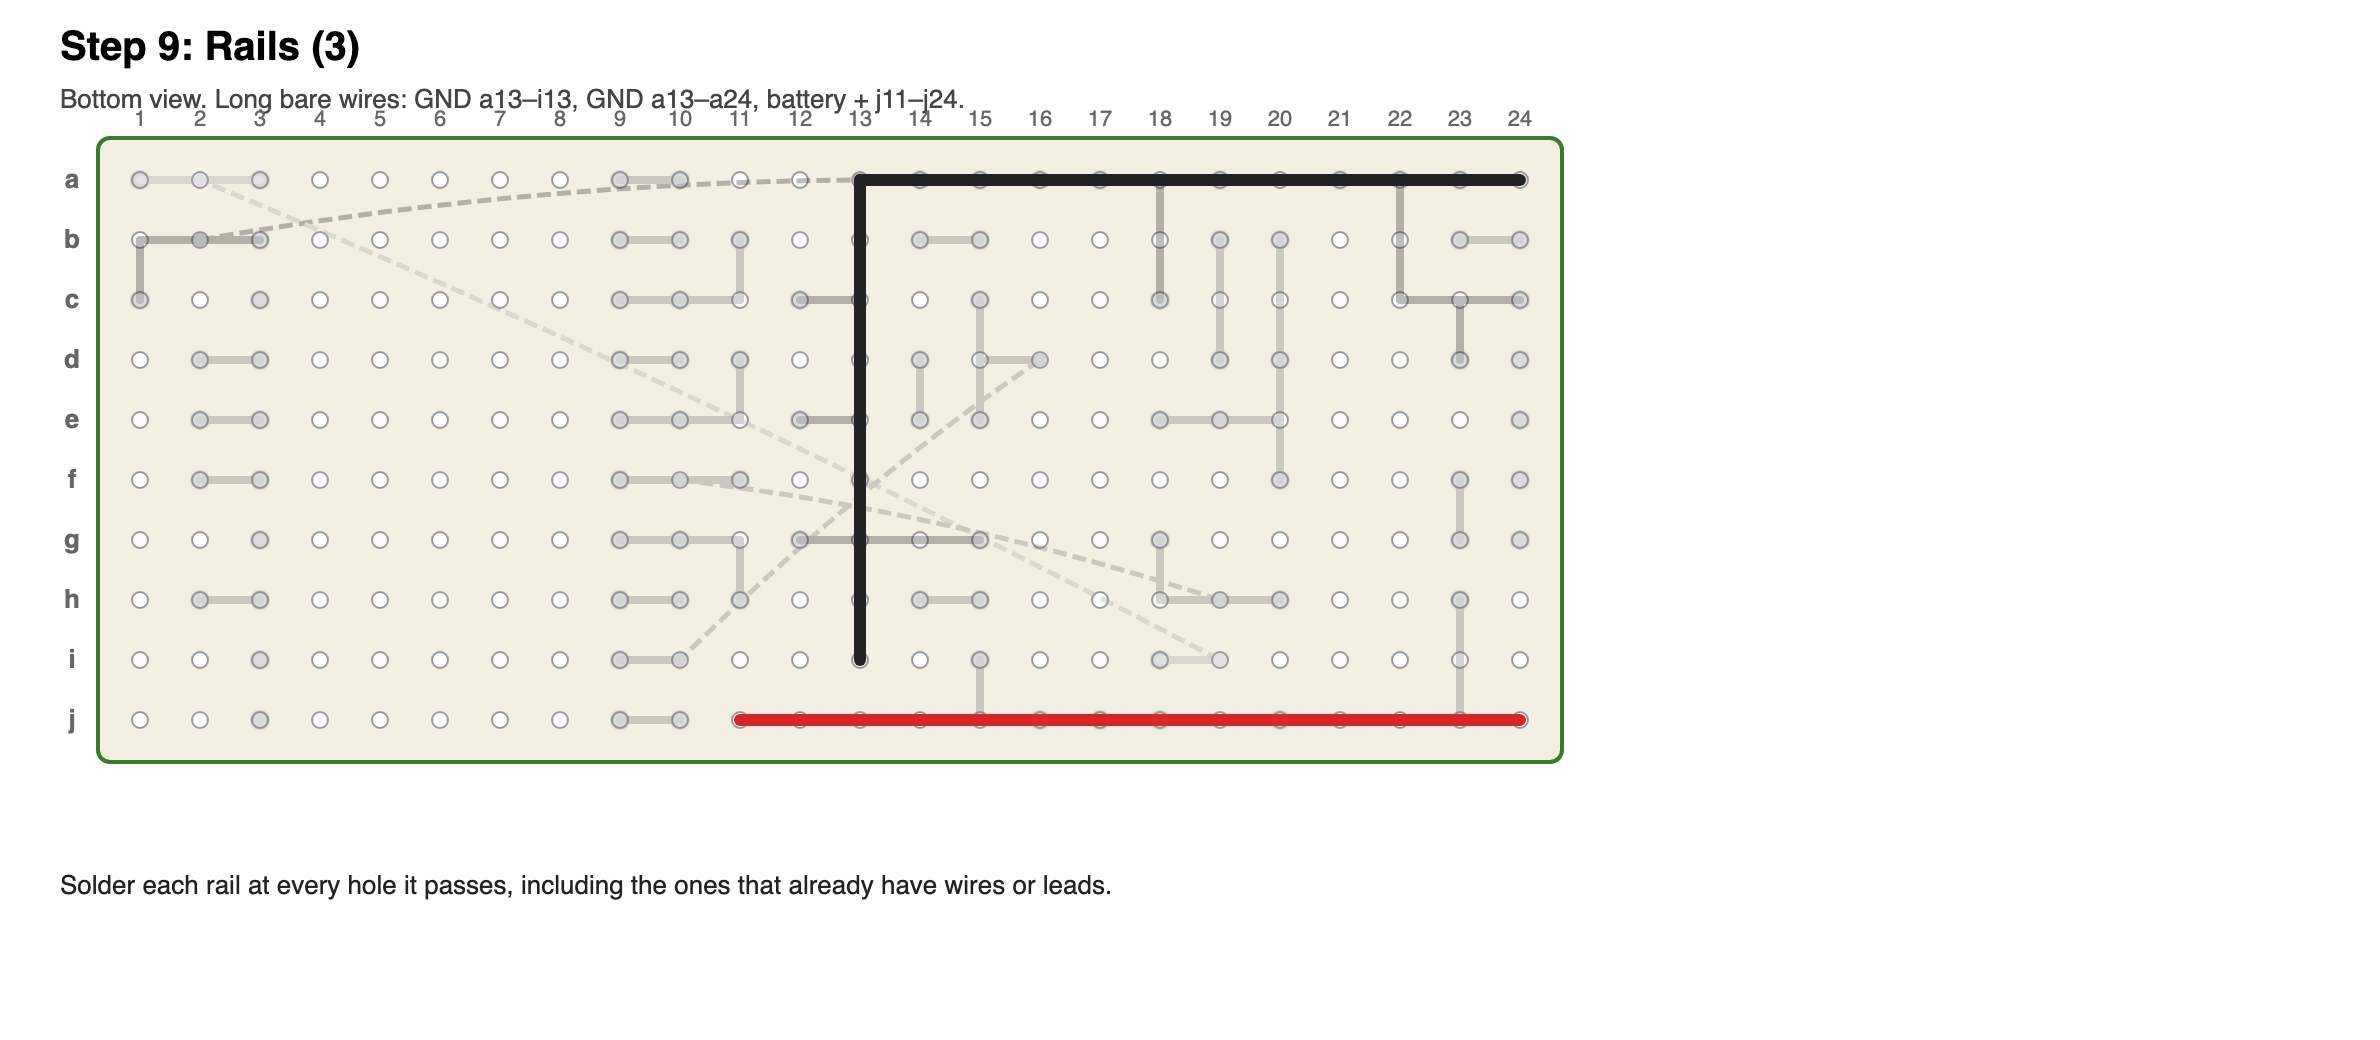 Step 9: Rails (3)
Bottom view. Long bare wires: GND a13–i13, GND a13–a24, battery + j11–j24.
1 2 3 4 5 6 7 8 9 10 11 12 13 14 15 16 17 18 19 20 21 22 23 24
a
b
c
d
e
f
g
h
i
j
Solder each rail at every hole it passes, including the ones that already have wires or leads.